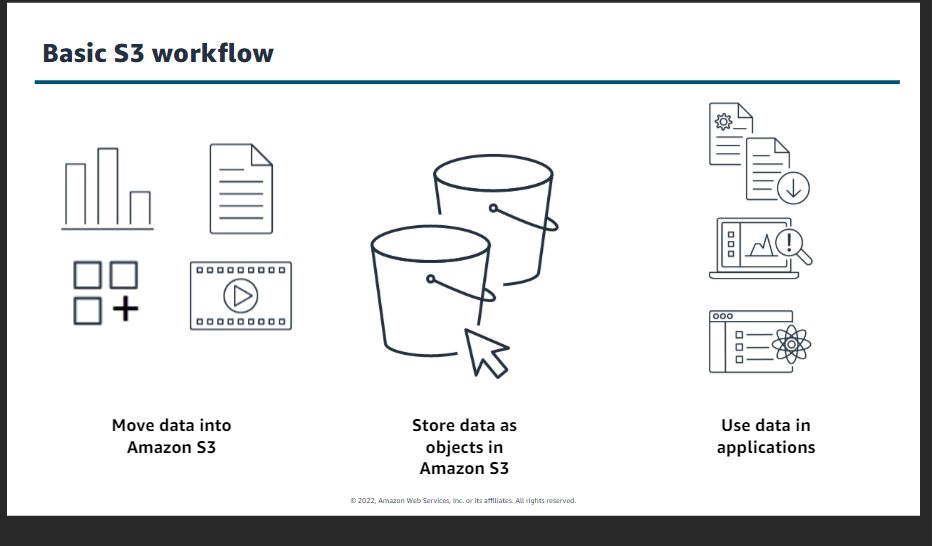 Basic S3 workflow
Move data into
Amazon S3
Store data as
objects in
Amazon S3
Use data in
applications
© 2022, Amazon Web Services, Inc. or its affiliates. All rights reserved.